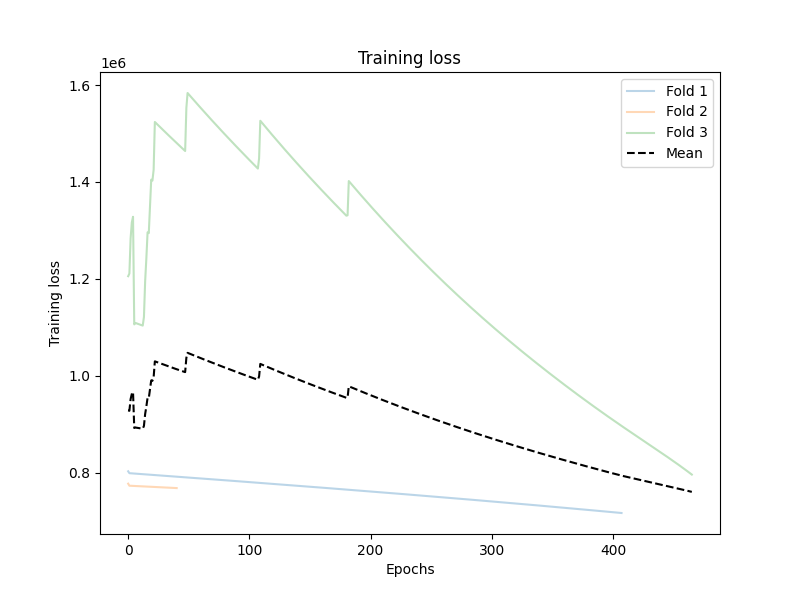 Training loss
1e6
1.6
1.4
1.2
1.0
0.8
Training loss
0
100
200
300
400
Epochs
Fold 1
Fold 2
Fold 3
Mean